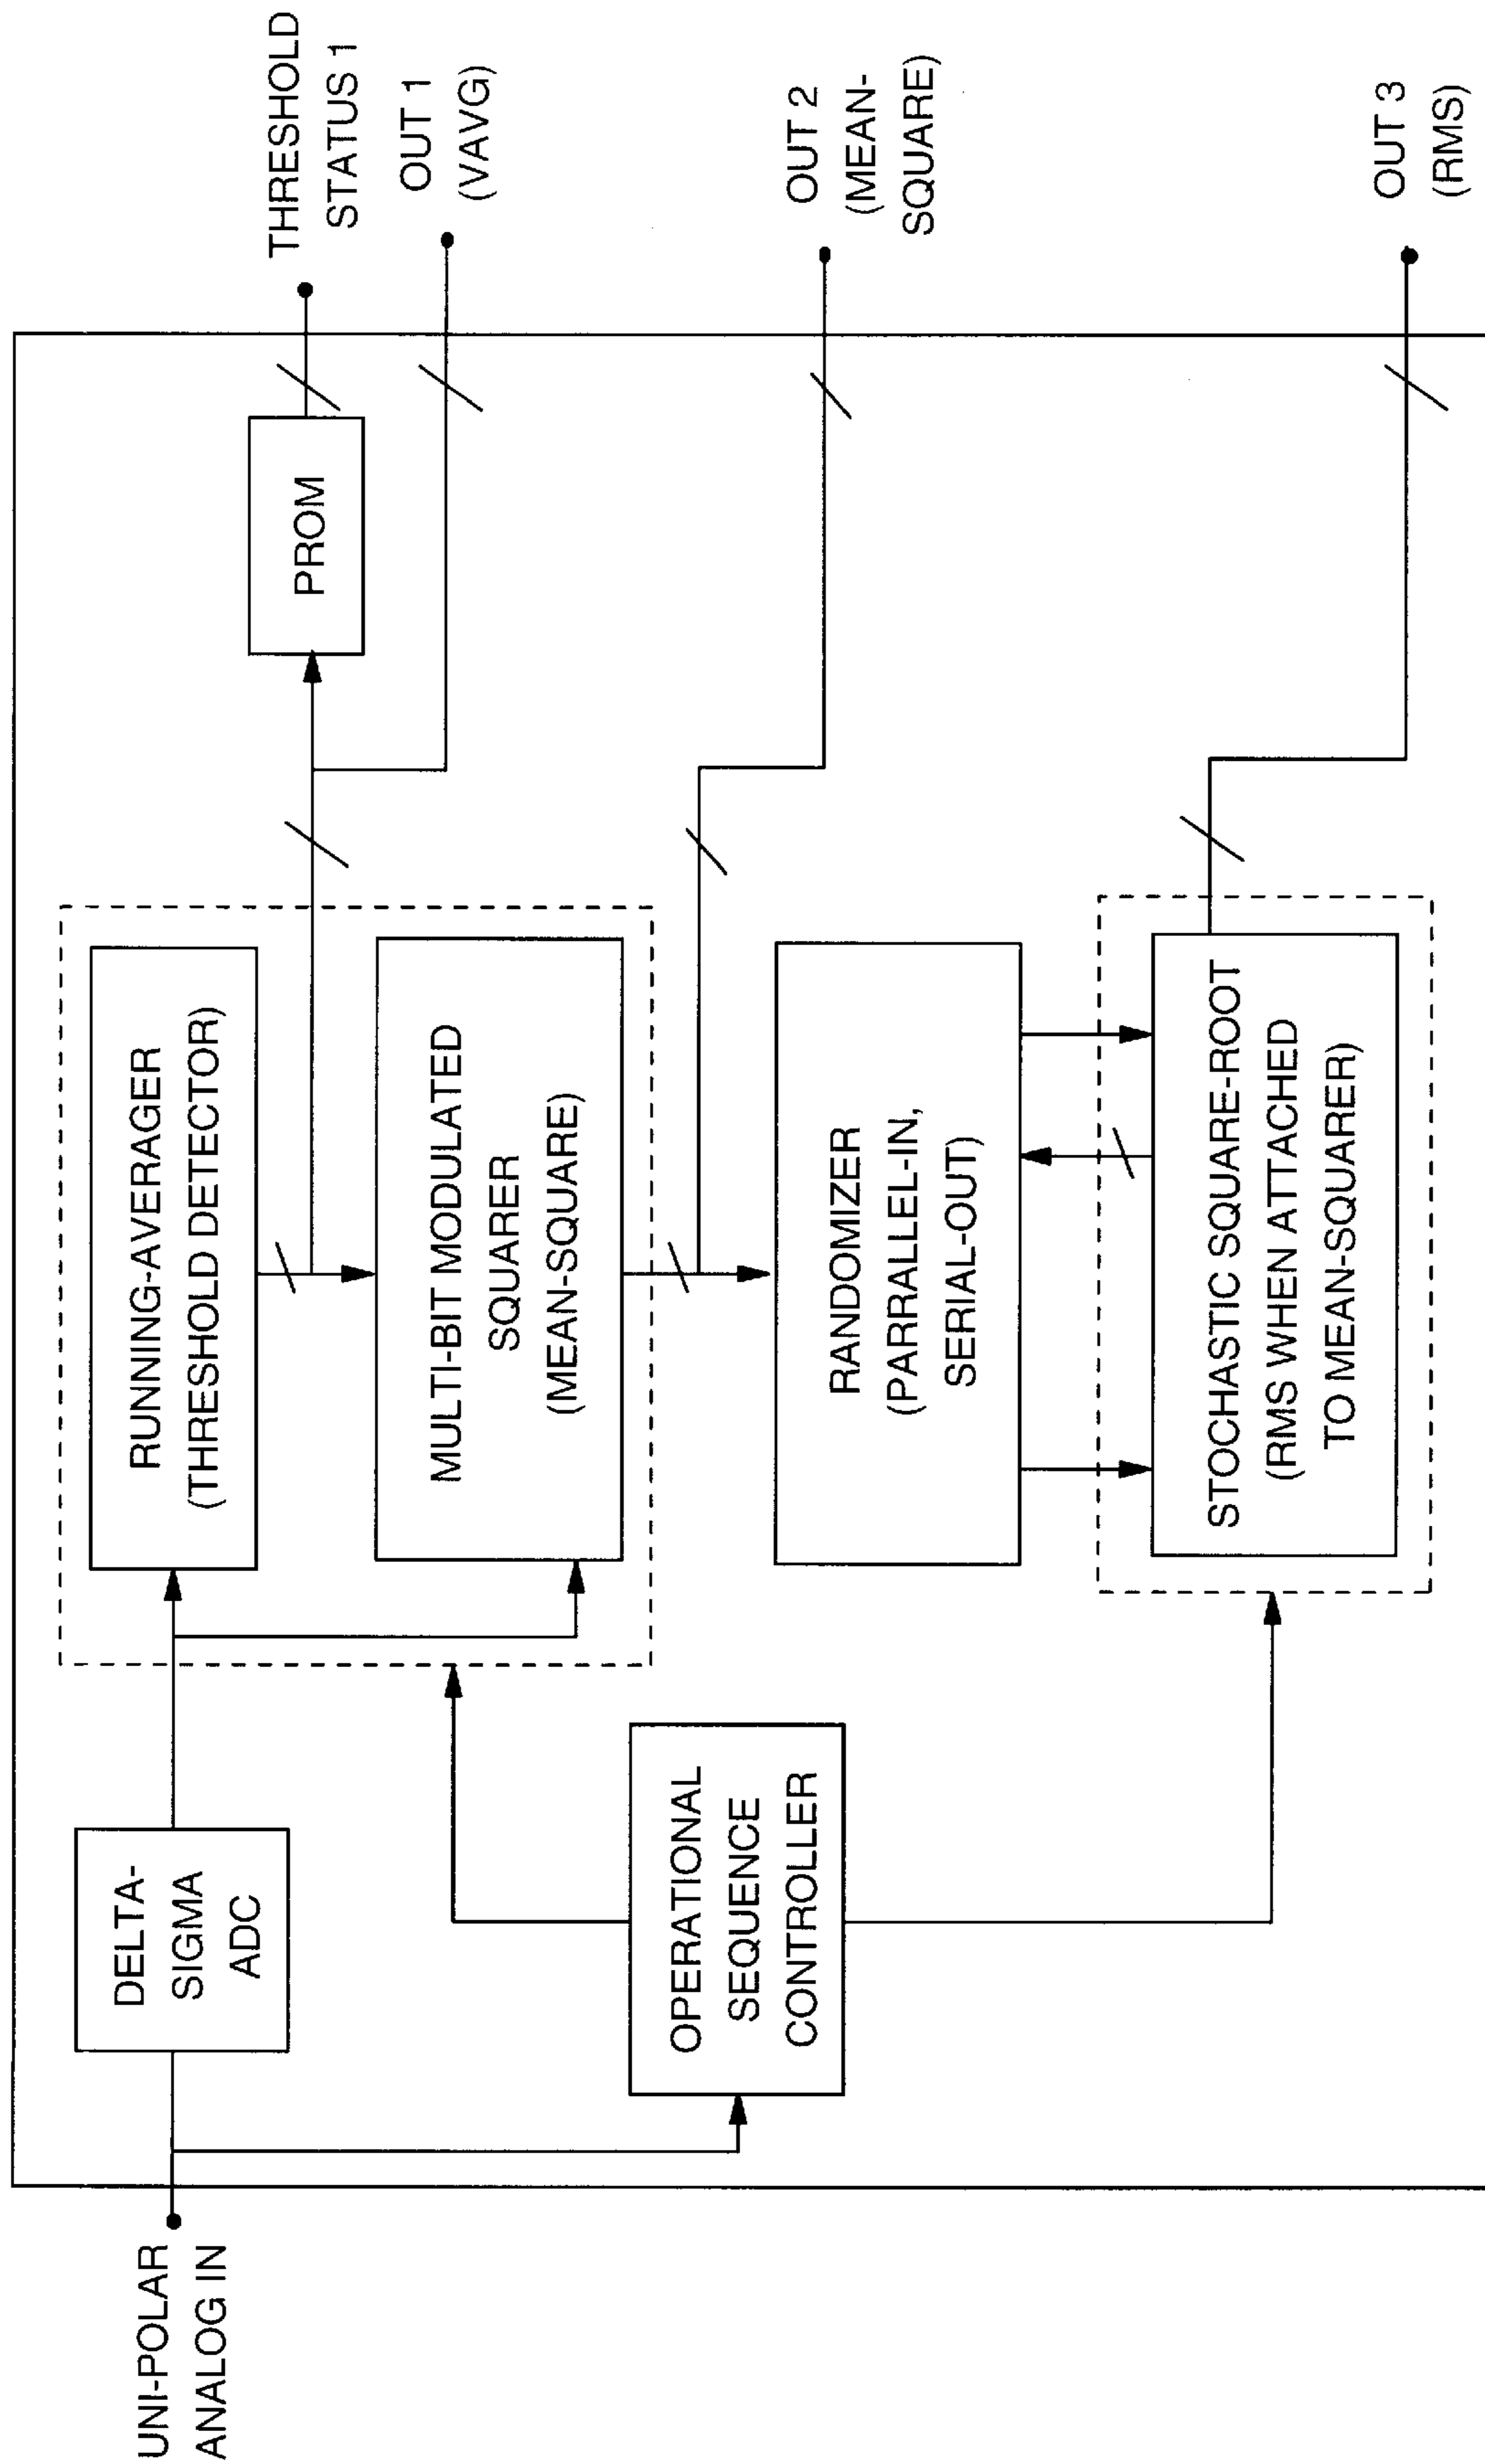 UNI-POLAR
ANALOG IN
DELTA-
SIGMA
ADC
OPERATIONAL
SEQUENCE
CONTROLLER
RUNNING-AVERAGER
(THRESHOLD DETECTOR)
MULTI-BIT MODULATED
SQUARER
(MEAN-SQUARE)
RANDOMIZER
(PARRALLEL-IN,
SERIAL-OUT)
STOCHASTIC SQUARE-ROOT
(RMS WHEN ATTACHED
TO MEAN-SQUARER)
PROM
THRESHOLD
STATUS 1
OUT 1
(VAVG)
OUT 2
(MEAN-
SQUARE)
OUT 3
(RMS)